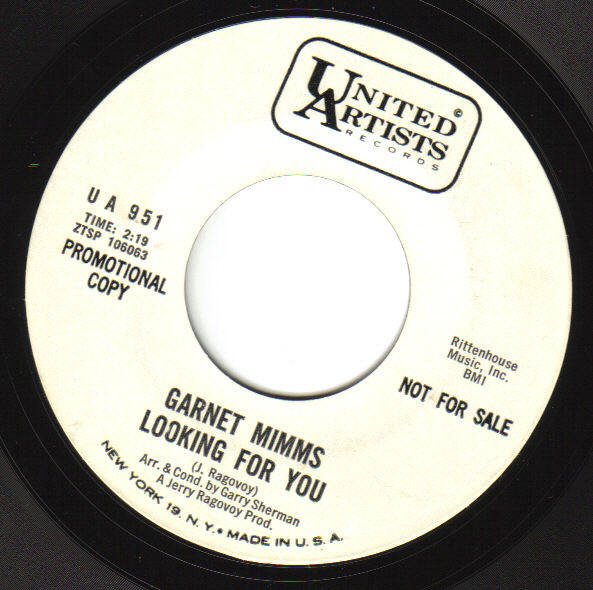 UNITED
ARTISTS
RECORDS
©
U A 951
TIME: 2:19
ZTSP 106063
PROMOTIONAL
COPY
Rittenhouse
Music, Inc.
BMI
NOT FOR SALE
GARNET MIMMS
LOOKING FOR YOU
(J. Ragovoy)
Arr. & Cond. by Garry Sherman
A Jerry Ragovoy Prod.
NEW YORK 19, N. Y. • MADE IN U. S. A.